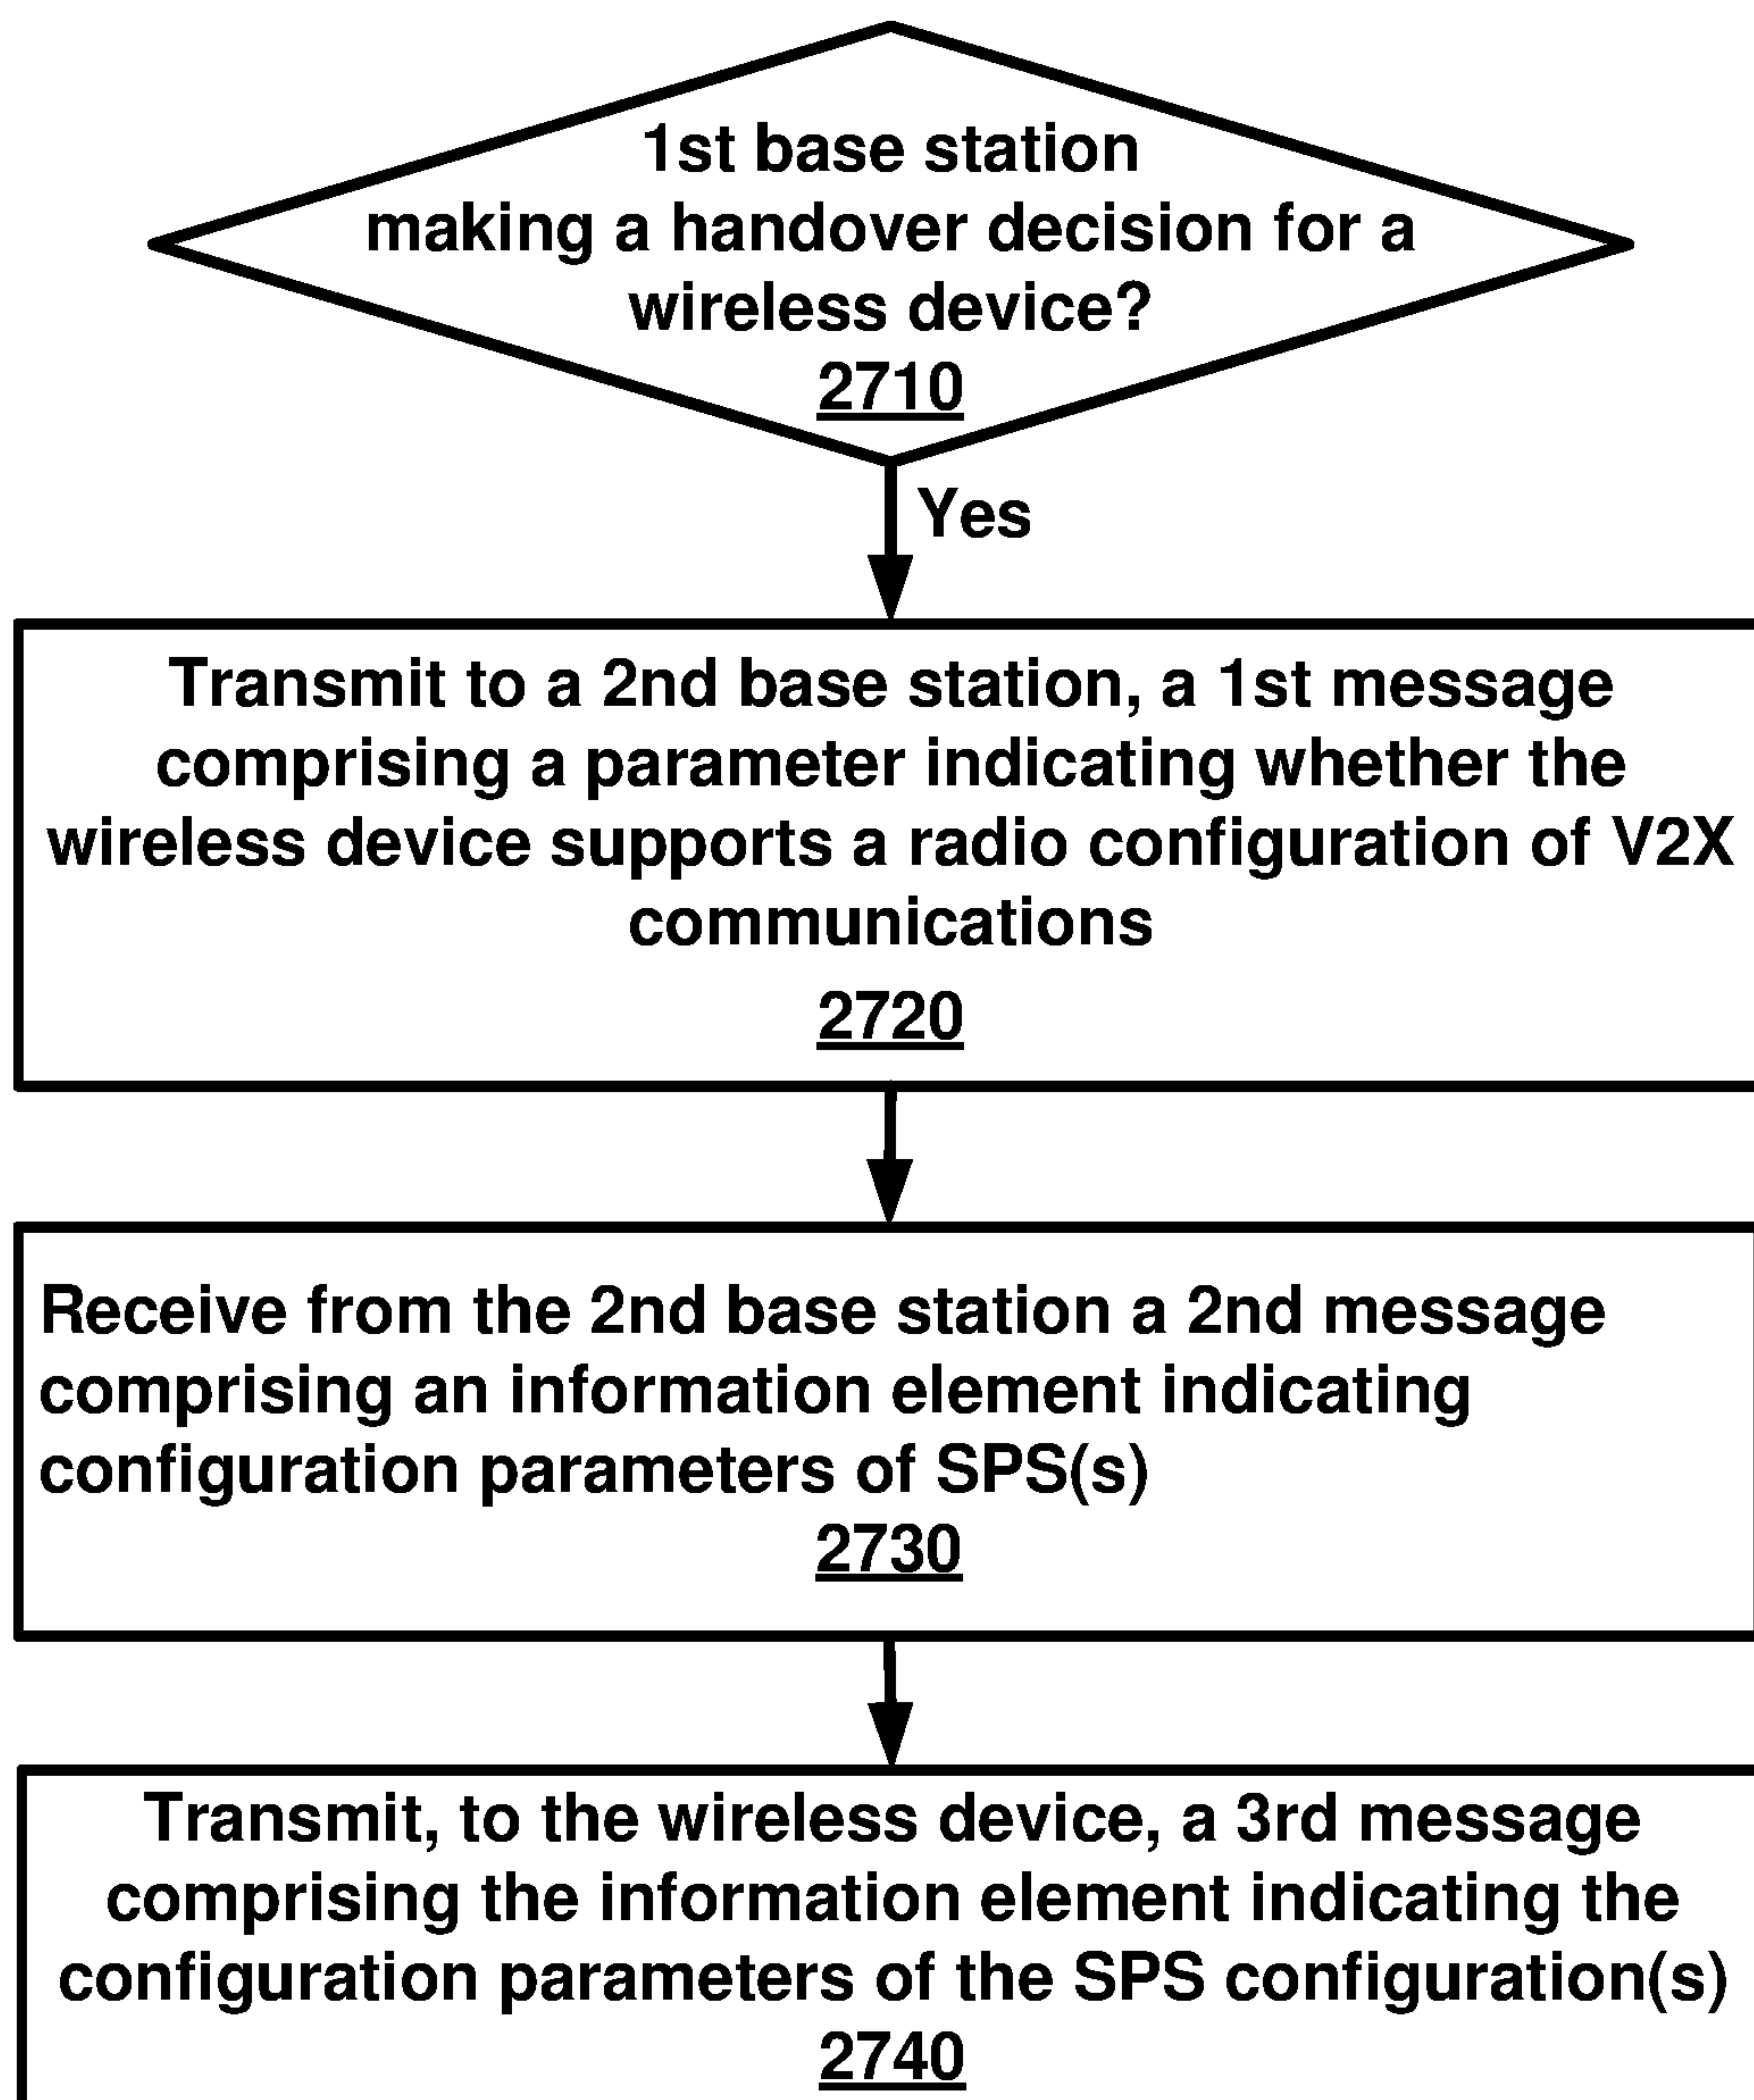 1st base station
making a handover decision for a
wireless device?
2710
Yes
Transmit to a 2nd base station, a 1st message
comprising a parameter indicating whether the
wireless device supports a radio configuration of V2X
communications
2720
Receive from the 2nd base station a 2nd message
comprising an information element indicating
configuration parameters of SPS(s)
2730
Transmit, to the wireless device, a 3rd message
comprising the information element indicating the
configuration parameters of the SPS configuration(s)
2740